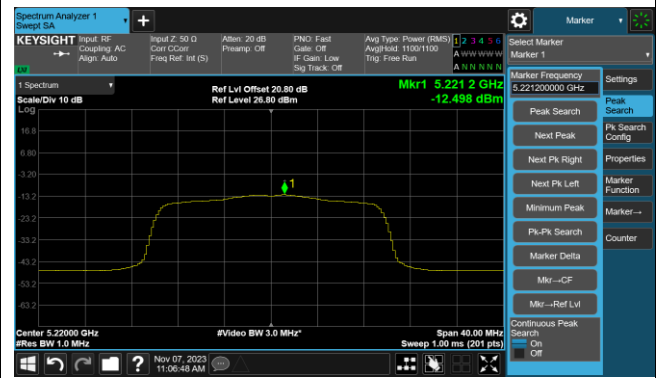 Spectrum Analyzer 1
Swept SA
+
Marker
KEYSIGHT
Input: RF
Coupling: AC
Align: Auto
Input Z: 50 Ω
Corr CCorr
Freq Ref: Int (S)
Atten: 20 dB
Preamp: Off
PNO: Fast
Gate: Off
IF Gain: Low
Sig Track: Off
Avg Type: Power (RMS)
Avg|Hold: 1100/1100
Trig: Free Run
1 2 3 4 5 6
A W W W W W
A N N N N N
Select Marker
Marker 1
1 Spectrum
Scale/Div 10 dB
Log
Ref Lvl Offset 20.80 dB
Ref Level 26.80 dBm
Mkr1 5.221 2 GHz
-12.498 dBm
16.8
6.80
-3.20
-13.2
-23.2
-33.2
-43.2
-53.2
-63.2
1
Center 5.22000 GHz
#Res BW 1.0 MHz
#Video BW 3.0 MHz*
Span 40.00 MHz
Sweep 1.00 ms (201 pts)
Marker Frequency
5.221200000 GHz
Peak Search
Next Peak
Next Pk Right
Next Pk Left
Minimum Peak
Pk-Pk Search
Marker Delta
Mkr→CF
Mkr→Ref Lvl
Continuous Peak
Search
On
Off
Settings
Peak
Search
Pk Search
Config
Properties
Marker
Function
Marker→
Counter
?
Nov 07, 2023
11:06:48 AM